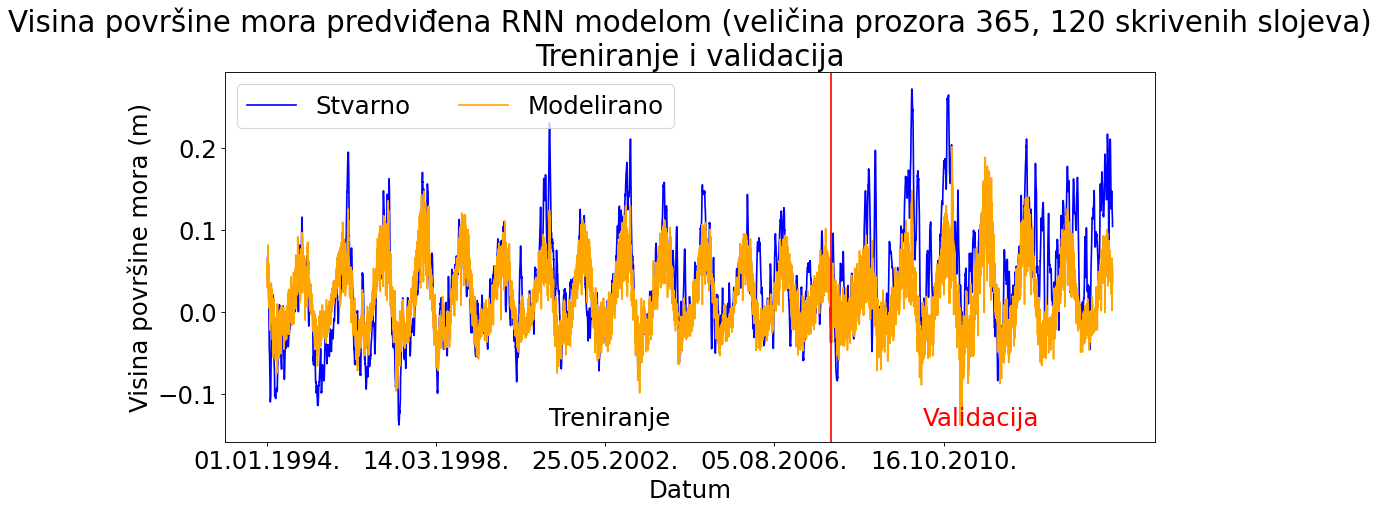 Visina površine mora predviđena RNN modelom (veličina prozora 365, 120 skrivenih slojeva)
Treniranje i validacija
Stvarno Modelirano
Visina površine mora (m)
0.2
0.1
0.0
−0.1
Treniranje Validacija
01.01.1994. 14.03.1998. 25.05.2002. 05.08.2006. 16.10.2010.
Datum